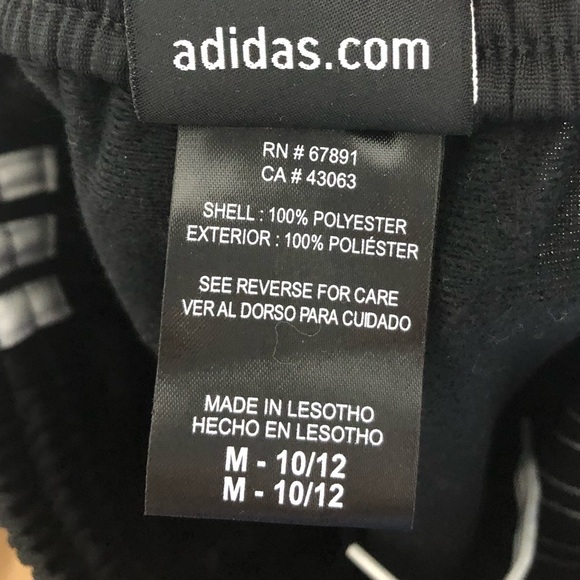 adidas.com
RN # 67891
CA # 43063
SHELL : 100% POLYESTER
EXTERIOR : 100% POLIÉSTER
SEE REVERSE FOR CARE
VER AL DORSO PARA CUIDADO
MADE IN LESOTHO
HECHO EN LESOTHO
M - 10/12
M - 10/12